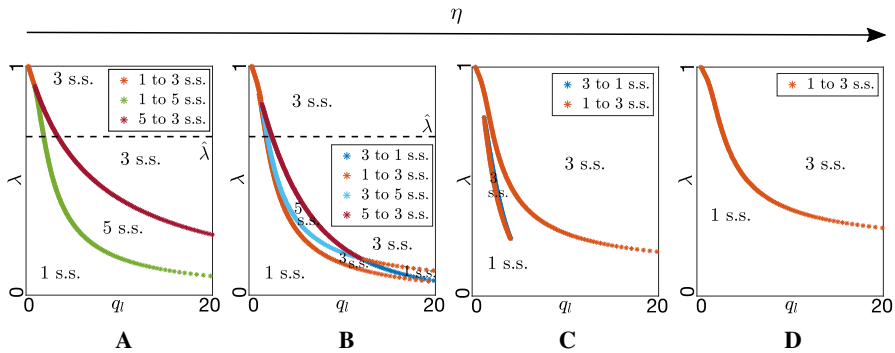 η
1
3 s.s.
1 to 3 s.s.
1 to 5 s.s.
5 to 3 s.s.
λ̂
3 s.s.
λ
5 s.s.
1 s.s.
0
0
q_l
20
A
1
3 s.s.
λ̂
3 to 1 s.s.
1 to 3 s.s.
3 to 5 s.s.
5 to 3 s.s.
λ
5 s.s.
3 s.s.
3 s.s.
1 s.s.
1 s.s.
0
0
q_l
20
B
1
3 to 1 s.s.
1 to 3 s.s.
3 s.s.
λ
3
s.s.
1 s.s.
0
0
q_l
20
C
1
1 to 3 s.s.
3 s.s.
λ
1 s.s.
0
0
q_l
20
D